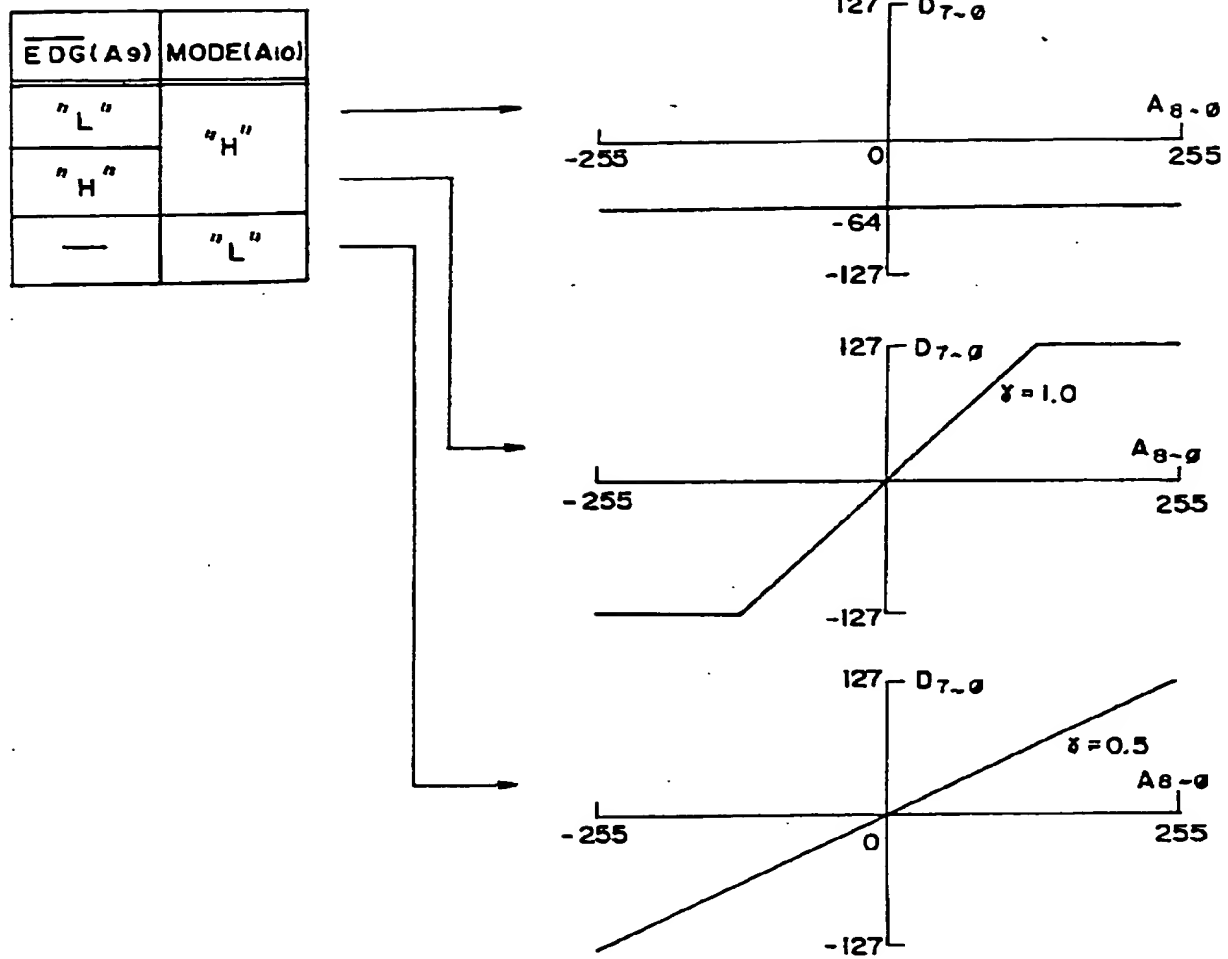 EDG(A9) MODE(A10)
"L"
"H"
"H"
— "L"
127 D7~0
A8~0
-255 0 255
-64
-127
127 D7~0
γ=1.0
A8~0
-255 255
-127
127 D7~0
γ=0.5
A8~0
-255 0 255
-127